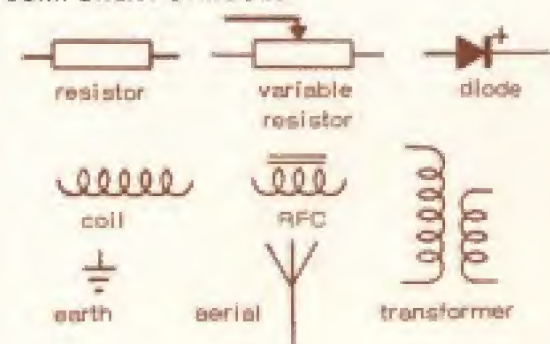 resistor
variable
resistor
diode
+
coil
RFC
earth
aerial
transformer